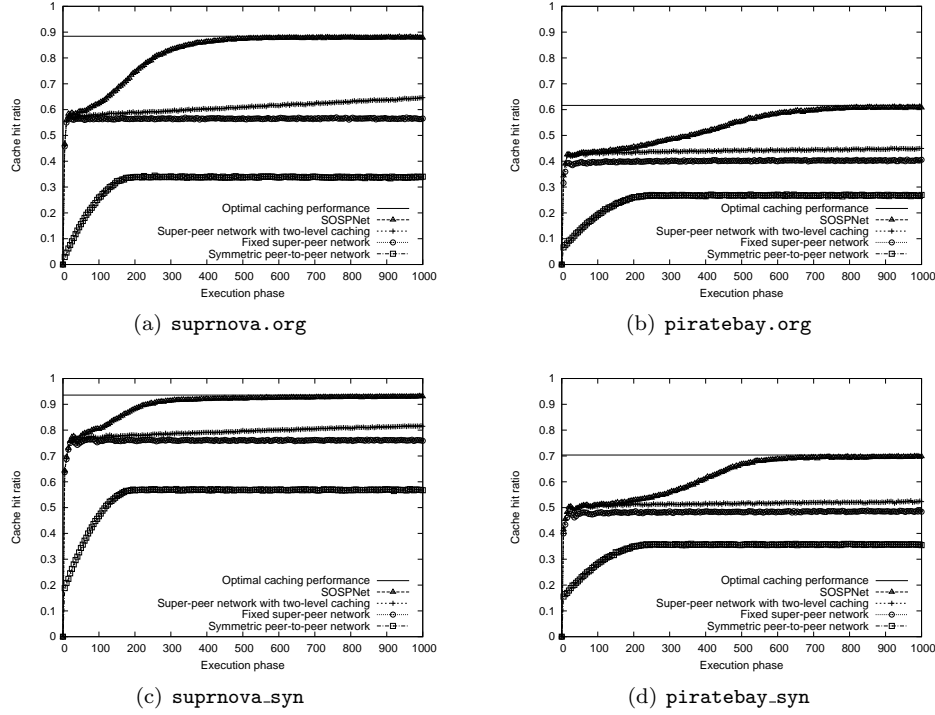 1
0.9
0.8
0.7
0.6
0.5
0.4
0.3
0.2
0.1
0
Cache hit ratio
Optimal caching performance
SOSPNet
Super-peer network with two-level caching
Fixed super-peer network
Symmetric peer-to-peer network
0 100 200 300 400 500 600 700 800 900 1000
Execution phase
(a) suprnova.org
1
0.9
0.8
0.7
0.6
0.5
0.4
0.3
0.2
0.1
0
Cache hit ratio
Optimal caching performance
SOSPNet
Super-peer network with two-level caching
Fixed super-peer network
Symmetric peer-to-peer network
0 100 200 300 400 500 600 700 800 900 1000
Execution phase
(b) piratebay.org
1
0.9
0.8
0.7
0.6
0.5
0.4
0.3
0.2
0.1
0
Cache hit ratio
Optimal caching performance
SOSPNet
Super-peer network with two-level caching
Fixed super-peer network
Symmetric peer-to-peer network
0 100 200 300 400 500 600 700 800 900 1000
Execution phase
(c) suprnova_syn
1
0.9
0.8
0.7
0.6
0.5
0.4
0.3
0.2
0.1
0
Cache hit ratio
Optimal caching performance
SOSPNet
Super-peer network with two-level caching
Fixed super-peer network
Symmetric peer-to-peer network
0 100 200 300 400 500 600 700 800 900 1000
Execution phase
(d) piratebay_syn